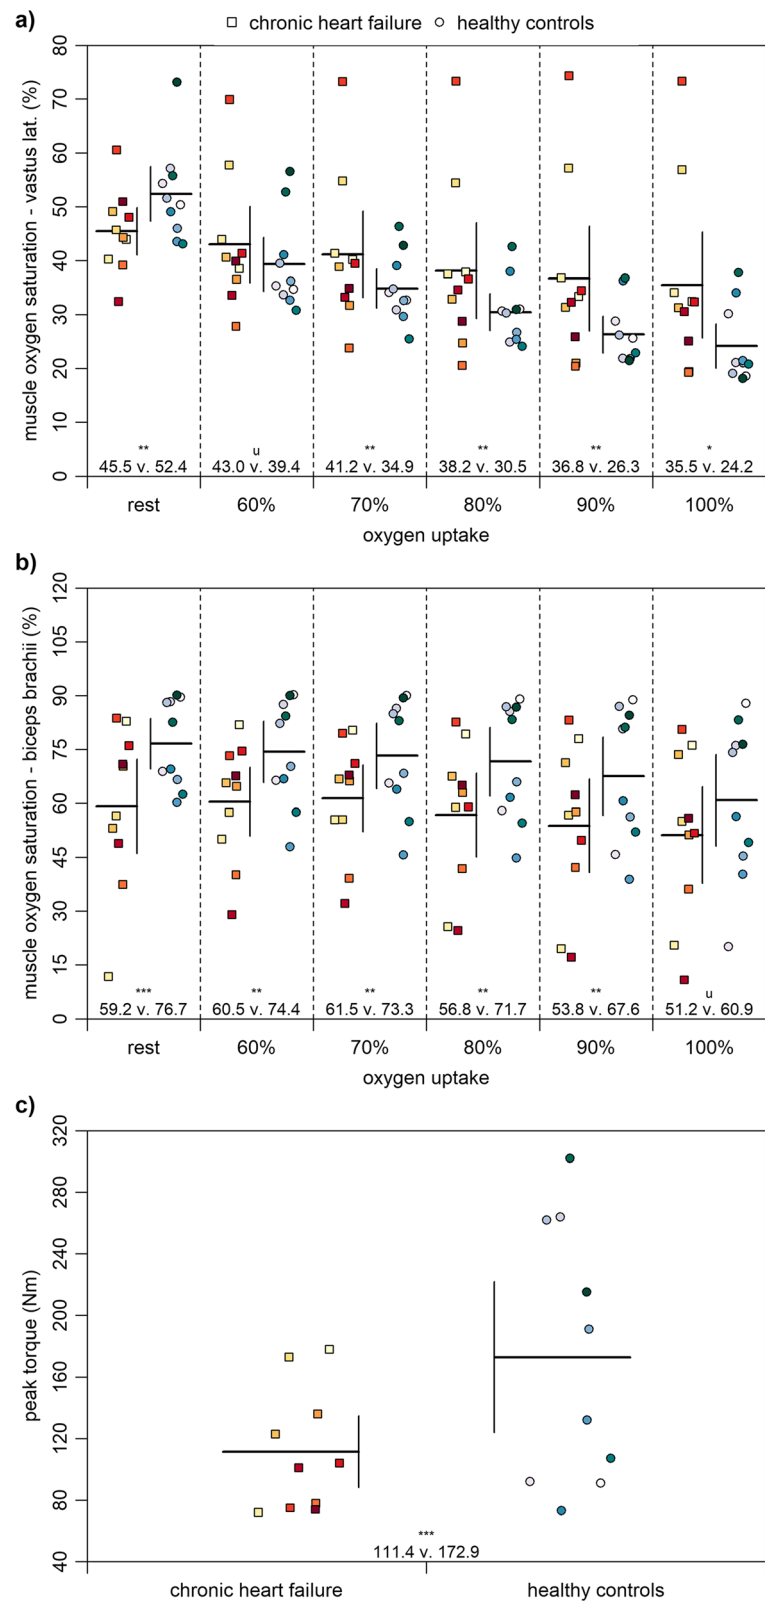 a)
chronic heart failure healthy controls
muscle oxygen saturation - vastus lat. (%)
80
70
60
50
40
30
20
10
0
** u ** ** ** *
45.5 v. 52.4 43.0 v. 39.4 41.2 v. 34.9 38.2 v. 30.5 36.8 v. 26.3 35.5 v. 24.2
rest 60% 70% 80% 90% 100%
oxygen uptake
b)
muscle oxygen saturation - biceps brachii (%)
120
105
90
75
60
45
30
15
0
*** ** ** ** ** u
59.2 v. 76.7 60.5 v. 74.4 61.5 v. 73.3 56.8 v. 71.7 53.8 v. 67.6 51.2 v. 60.9
rest 60% 70% 80% 90% 100%
oxygen uptake
c)
peak torque (Nm)
320
280
240
200
160
120
80
40
***
111.4 v. 172.9
chronic heart failure healthy controls